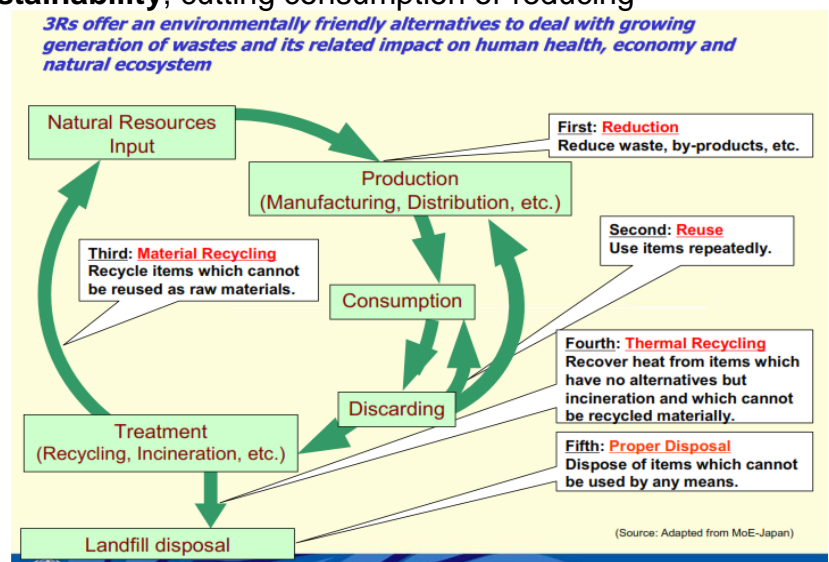 stainability, cutting consumption or reducing
3Rs offer an environmentally friendly alternatives to deal with growing
generation of wastes and its related impact on human health, economy and
natural ecosystem
Natural Resources
Input
First: Reduction
Reduce waste, by-products, etc.
Production
(Manufacturing, Distribution, etc.)
Second: Reuse
Use items repeatedly.
Third: Material Recycling
Recycle items which cannot
be reused as raw materials.
Consumption
Fourth: Thermal Recycling
Recover heat from items which
have no alternatives but
incineration and which cannot
be recycled materially.
Discarding
Treatment
(Recycling, Incineration, etc.)
Fifth: Proper Disposal
Dispose of items which cannot
be used by any means.
Landfill disposal
(Source: Adapted from MoE-Japan)